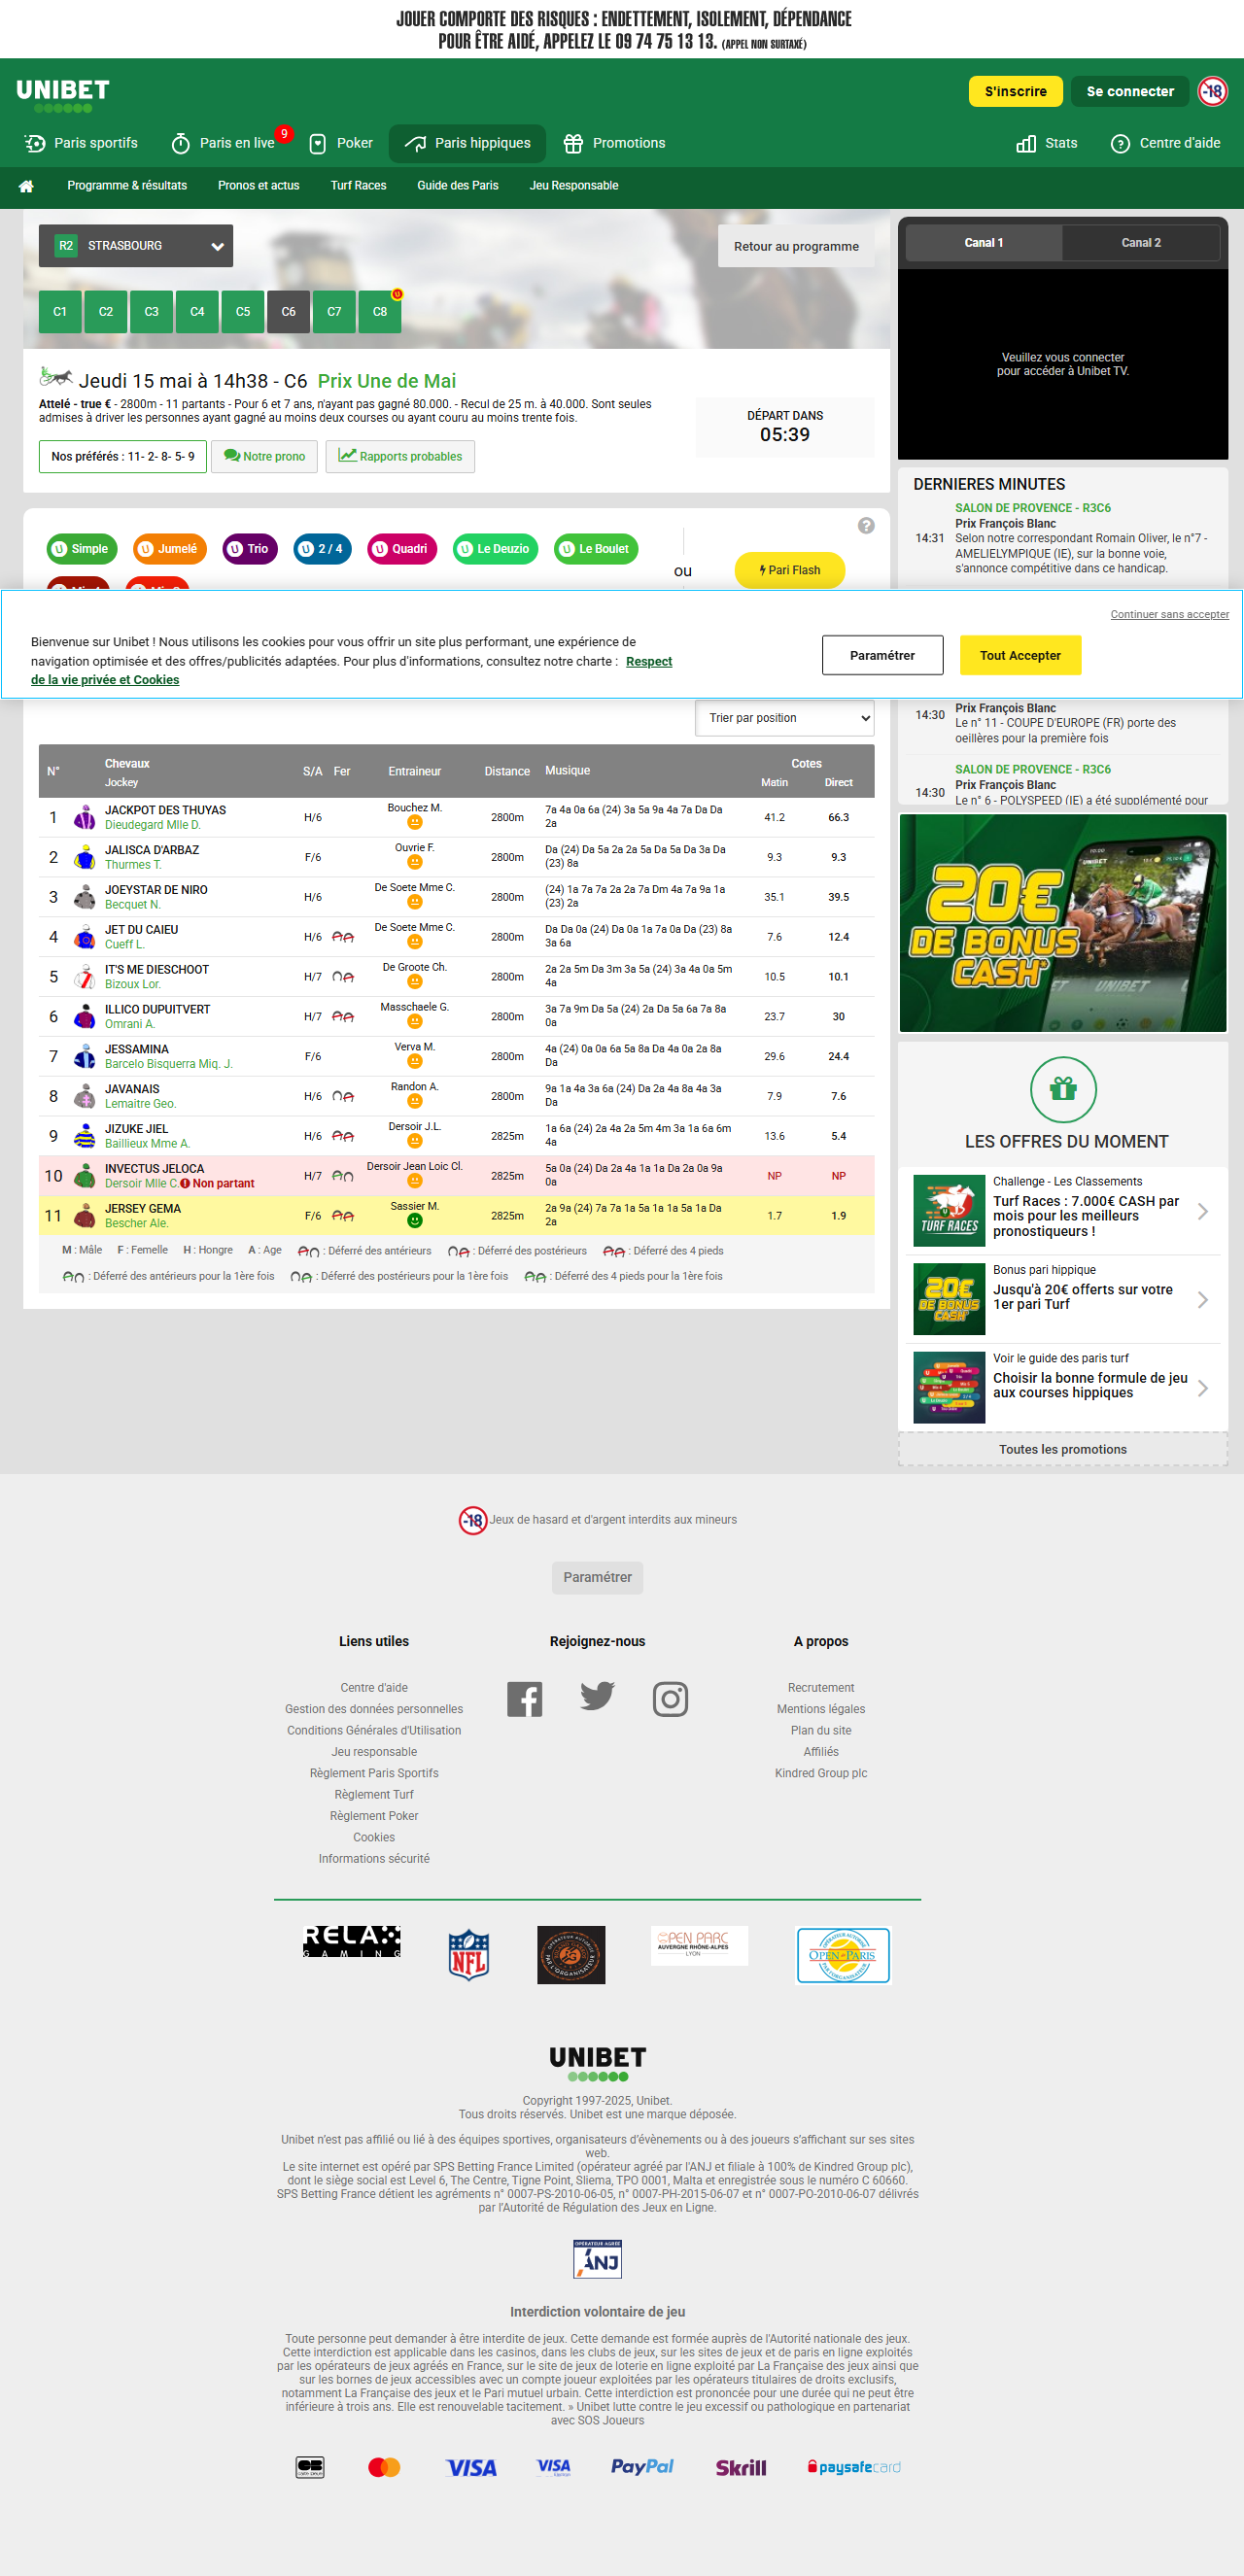 JOUER COMPORTE DES RISQUES : ENDETTEMENT, ISOLEMENT, DÉPENDANCE
POUR ÊTRE AIDÉ, APPELEZ LE 09 74 75 13 13. (APPEL NON SURTAXÉ)
UNIBET
S'inscrire
Se connecter
-18
Paris sportifs
Paris en live
9
Poker
Paris hippiques
Promotions
Stats
Centre d'aide
Programme & résultats
Pronos et actus
Turf Races
Guide des Paris
Jeu Responsable
R2 STRASBOURG
Retour au programme
C1 C2 C3 C4 C5 C6 C7 C8
Jeudi 15 mai à 14h38 - C6 Prix Une de Mai
Attelé - true € - 2800m - 11 partants - Pour 6 et 7 ans, n'ayant pas gagné 80.000. - Recul de 25 m. à 40.000. Sont seules
admises à driver les personnes ayant gagné au moins deux courses ou ayant couru au moins trente fois.
DÉPART DANS
05:39
Nos préférés : 11- 2- 8- 5- 9
Notre prono
Rapports probables
Simple
Jumelé
Trio
2 / 4
Quadri
Le Deuzio
Le Boulet
ou
Pari Flash
Canal 1
Canal 2
Veuillez vous connecter
pour accéder à Unibet TV.
DERNIERES MINUTES
SALON DE PROVENCE - R3C6
Prix François Blanc
14:31
Selon notre correspondant Romain Oliver, le n°7 -
AMELIELYMPIQUE (IE), sur la bonne voie,
s'annonce compétitive dans ce handicap.
Continuer sans accepter
Bienvenue sur Unibet ! Nous utilisons les cookies pour vous offrir un site plus performant, une expérience de
navigation optimisée et des offres/publicités adaptées. Pour plus d'informations, consultez notre charte : Respect
de la vie privée et Cookies
Paramétrer
Tout Accepter
Prix François Blanc
14:30
Le n° 11 - COUPE D'EUROPE (FR) porte des
oeillères pour la première fois
SALON DE PROVENCE - R3C6
Prix François Blanc
14:30
Le n° 6 - POLYSPEED (IE) a été supplémenté pour
Trier par position
N° Chevaux Jockey S/A Fer Entraineur Distance Musique Cotes Matin Direct
1 JACKPOT DES THUYAS H/6 Bouchez M. 2800m 7a 4a 0a 6a (24) 3a 5a 9a 4a 7a Da Da 41.2 66.3
Dieudegard Mlle D. 2a
2 JALISCA D'ARBAZ F/6 Ouvrie F. 2800m Da (24) Da 5a 2a 2a 5a Da 5a Da 3a Da 9.3 9.3
Thurmes T. (23) 8a
3 JOEYSTAR DE NIRO H/6 De Soete Mme C. 2800m (24) 1a 7a 7a 2a 2a 7a Dm 4a 7a 9a 1a 35.1 39.5
Becquet N. (23) 2a
4 JET DU CAIEU H/6 De Soete Mme C. 2800m Da Da 0a (24) Da 0a 1a 7a 0a Da (23) 8a 7.6 12.4
Cueff L. 3a 6a
5 IT'S ME DIESCHOOT H/7 De Groote Ch. 2800m 2a 2a 5m Da 3m 3a 5a (24) 3a 4a 0a 5m 10.5 10.1
Bizoux Lor. 4a
6 ILLICO DUPUITVERT H/7 Masschaele G. 2800m 3a 7a 9m Da 5a (24) 2a Da 5a 6a 7a 8a 23.7 30
Omrani A. 0a
7 JESSAMINA F/6 Verva M. 2800m 4a (24) 0a 0a 6a 5a 8a Da 4a 0a 2a 8a 29.6 24.4
Barcelo Bisquerra Miq. J. Da
8 JAVANAIS H/6 Randon A. 2800m 9a 1a 4a 3a 6a (24) Da 2a 4a 8a 4a 3a 7.9 7.6
Lemaitre Geo. Da
9 JIZUKE JIEL H/6 Dersoir J.L. 2825m 1a 6a (24) 2a 4a 2a 5m 4m 3a 1a 6a 6m 13.6 5.4
Baillieux Mme A. 4a
10 INVECTUS JELOCA H/7 Dersoir Jean Loic Cl. 2825m 5a 0a (24) Da 2a 4a 1a 1a Da 2a 0a 9a NP NP
Dersoir Mlle C. Non partant 0a
11 JERSEY GEMA F/6 Sassier M. 2825m 2a 9a (24) 7a 7a 1a 5a 1a 1a 5a 1a Da 1.7 1.9
Bescher Ale. 2a
M : Mâle F : Femelle H : Hongre A : Age : Déferré des antérieurs : Déferré des postérieurs : Déferré des 4 pieds
: Déferré des antérieurs pour la 1ère fois : Déferré des postérieurs pour la 1ère fois : Déferré des 4 pieds pour la 1ère fois
20€
DE BONUS
CASH*
UNIBET
LES OFFRES DU MOMENT
TURF RACES
Challenge - Les Classements
Turf Races : 7.000€ CASH par
mois pour les meilleurs
pronostiqueurs !
20€
DE BONUS
CASH
Bonus pari hippique
Jusqu'à 20€ offerts sur votre
1er pari Turf
Voir le guide des paris turf
Choisir la bonne formule de jeu
aux courses hippiques
Toutes les promotions
-18 Jeux de hasard et d'argent interdits aux mineurs
Paramétrer
Liens utiles
Centre d'aide
Gestion des données personnelles
Conditions Générales d'Utilisation
Jeu responsable
Règlement Paris Sportifs
Règlement Turf
Règlement Poker
Cookies
Informations sécurité
Rejoignez-nous
A propos
Recrutement
Mentions légales
Plan du site
Affiliés
Kindred Group plc
RELAX
GAMING
NFL
OPEN PARC
AUVERGNE RHÔNE-ALPES
LYON
OPEN DE PARIS
UNIBET
Copyright 1997-2025, Unibet.
Tous droits réservés. Unibet est une marque déposée.
Unibet n'est pas affilié ou lié à des équipes sportives, organisateurs d'évènements ou à des joueurs s'affichant sur ses sites
web.
Le site internet est opéré par SPS Betting France Limited (opérateur agréé par l'ANJ et filiale à 100% de Kindred Group plc),
dont le siège social est Level 6, The Centre, Tigne Point, Sliema, TPO 0001, Malta et enregistrée sous le numéro C 60660.
SPS Betting France détient les agréments n° 0007-PS-2010-06-05, n° 0007-PH-2015-06-07 et n° 0007-PO-2010-06-07 délivrés
par l'Autorité de Régulation des Jeux en Ligne.
OPÉRATEUR AGRÉÉ
ANJ
Interdiction volontaire de jeu
Toute personne peut demander à être interdite de jeux. Cette demande est formée auprès de l'Autorité nationale des jeux.
Cette interdiction est applicable dans les casinos, dans les clubs de jeux, sur les sites de jeux et de paris en ligne exploités
par les opérateurs de jeux agréés en France, sur le site de jeux de loterie en ligne exploité par La Française des jeux ainsi que
sur les bornes de jeux accessibles avec un compte joueur exploitées par les opérateurs titulaires de droits exclusifs,
notamment La Française des jeux et le Pari mutuel urbain. Cette interdiction est prononcée pour une durée qui ne peut être
inférieure à trois ans. Elle est renouvelable tacitement. » Unibet lutte contre le jeu excessif ou pathologique en partenariat
avec SOS Joueurs
CB
VISA
VISA
PayPal
Skrill
paysafecard